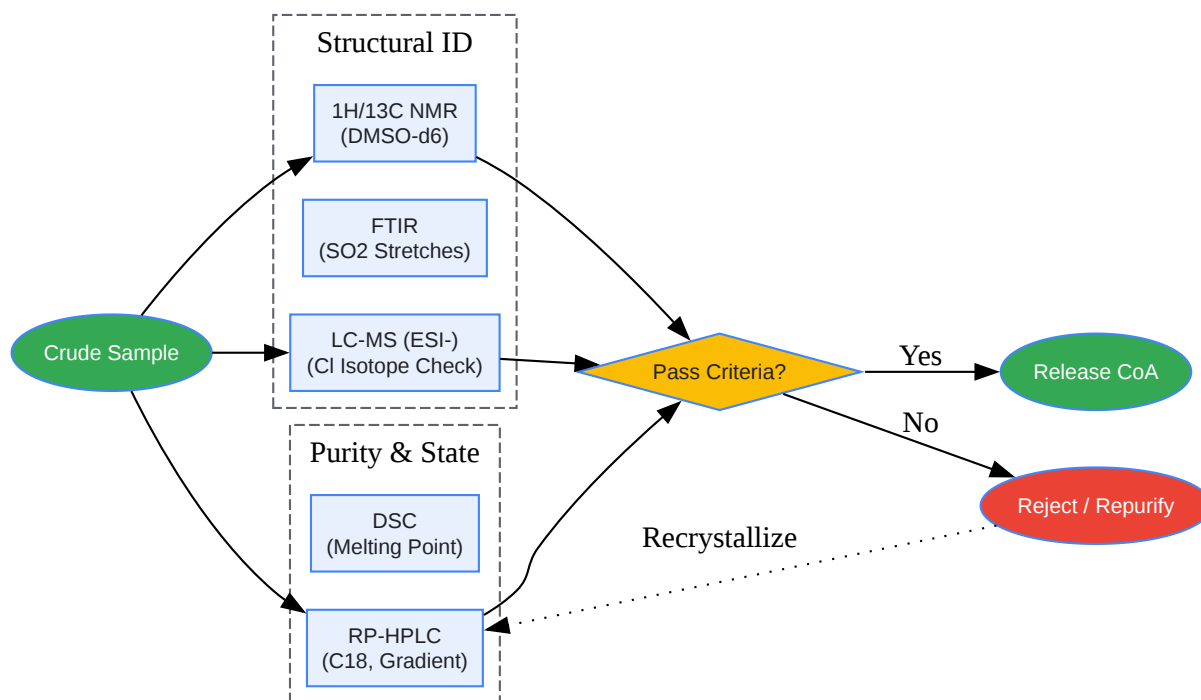 Structural ID
1H/13C NMR
(DMSO-d6)
FTIR
(SO2 Stretches)
LC-MS (ESI-)
(Cl Isotope Check)
Crude Sample
Pass Criteria?
Yes
Release CoA
No
Reject / Repurify
Recrystallize
Purity & State
DSC
(Melting Point)
RP-HPLC
(C18, Gradient)